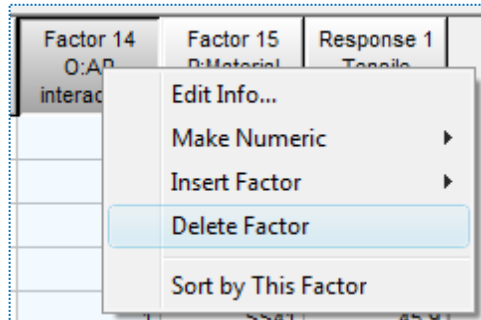 Factor 14 Factor 15 Response 1
O:AP
interac
Edit Info...
Make Numeric
Insert Factor
Delete Factor
Sort by This Factor